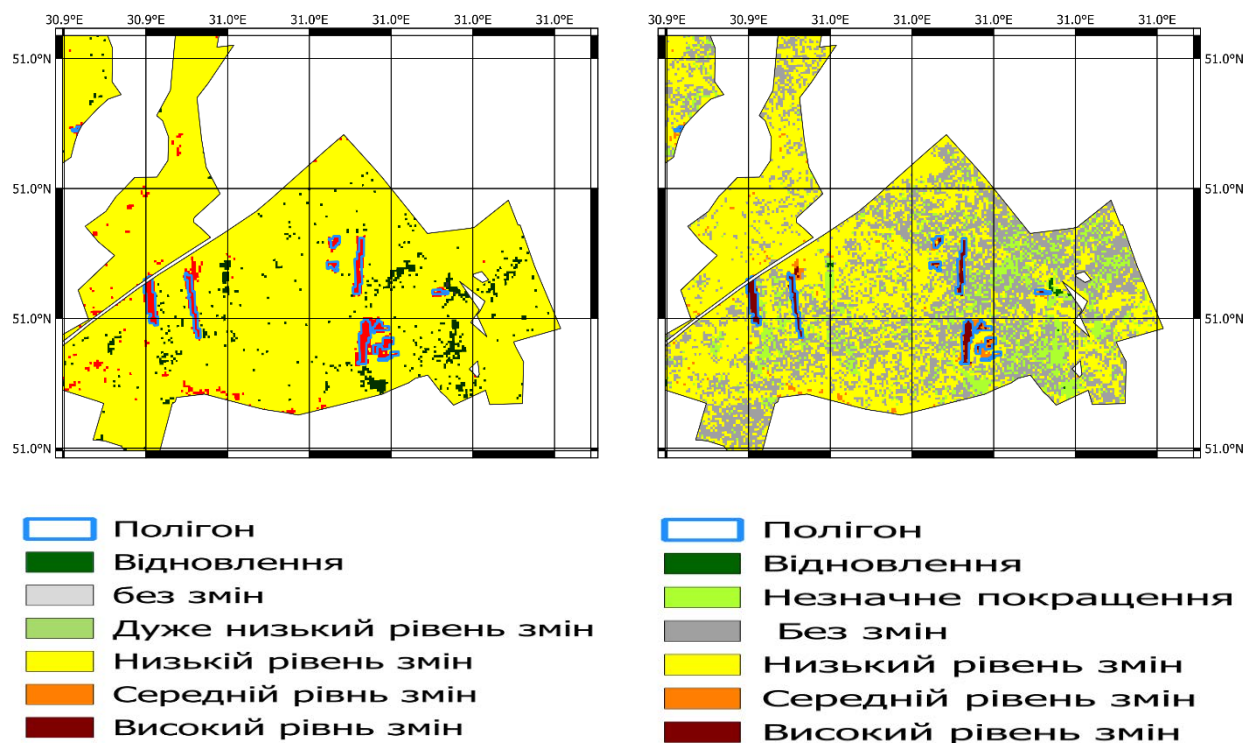 30.9°E 30.9°E 31.0°E 31.0°E 31.0°E 31.0°E 31.0°E
51.0°N
51.0°N
51.0°N
51.0°N
30.9°E 30.9°E 31.0°E 31.0°E 31.0°E 31.0°E 31.0°E
51.0°N
51.0°N
51.0°N
51.0°N
Полігон
Відновлення
без змін
Дуже низький рівень змін
Низькій рівень змін
Середній рівнь змін
Високий рівнь змін
Полігон
Відновлення
Незначне покращення
Без змін
Низький рівень змін
Середній рівень змін
Високий рівень змін